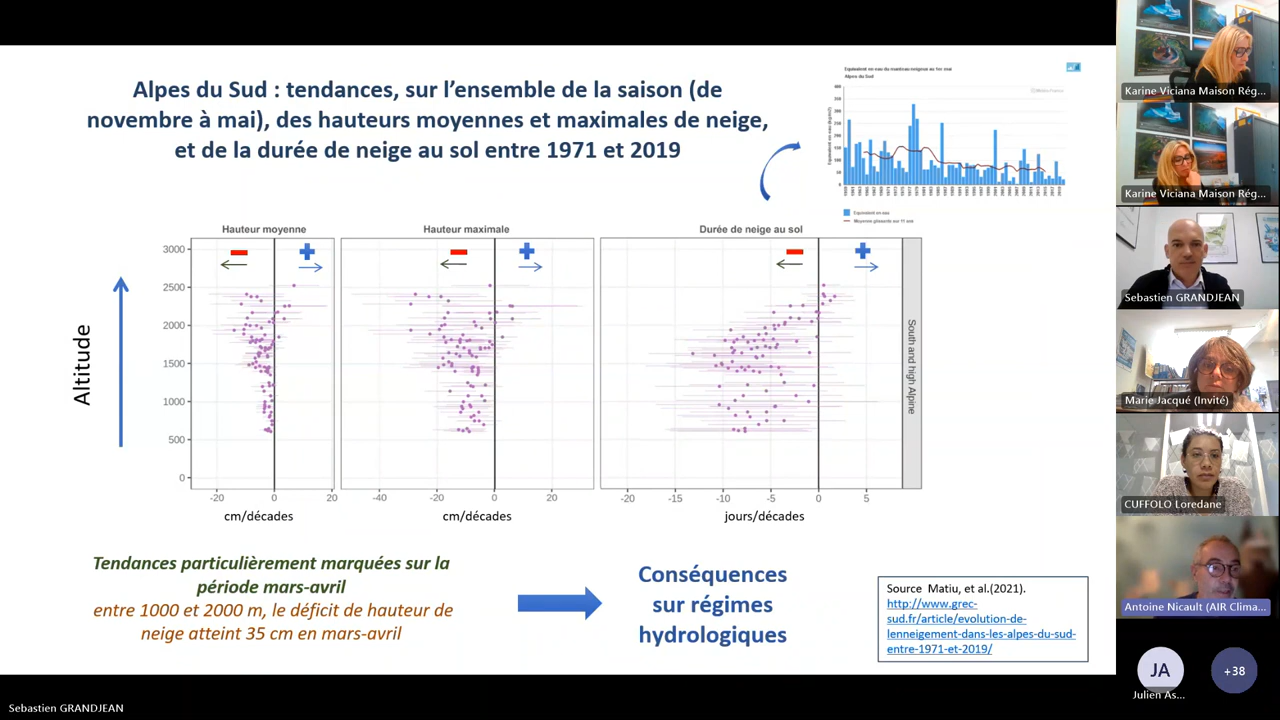 Alpes du Sud : tendances, sur l'ensemble de la saison (de
novembre à mai), des hauteurs moyennes et maximales de neige,
et de la durée de neige au sol entre 1971 et 2019
Equivalent en eau du manteau neigeux au 1er mai
Alpes du Sud
Equivalent en eau
Moyenne glissante sur 11 ans
Hauteur moyenne
Hauteur maximale
Durée de neige au sol
Altitude
3000
2500
2000
1500
1000
500
0
-20 0 20
-40 -20 0 20
-20 -15 -10 -5 0 5
South and high Alpine
cm/décades
cm/décades
jours/décades
Tendances particulièrement marquées sur la
période mars-avril
entre 1000 et 2000 m, le déficit de hauteur de
neige atteint 35 cm en mars-avril
Conséquences
sur régimes
hydrologiques
Source Matiu, et al.(2021).
http://www.grec-
sud.fr/article/evolution-de-
lenneigement-dans-les-alpes-du-sud-
entre-1971-et-2019/
Karine Viciana Maison Rég...
Karine Viciana Maison Rég...
Sebastien GRANDJEAN
Marie Jacqué (Invité)
CUFFOLO Loredane
Antoine Nicault (AIR Clima...
JA
+38
Julien As...
Sebastien GRANDJEAN